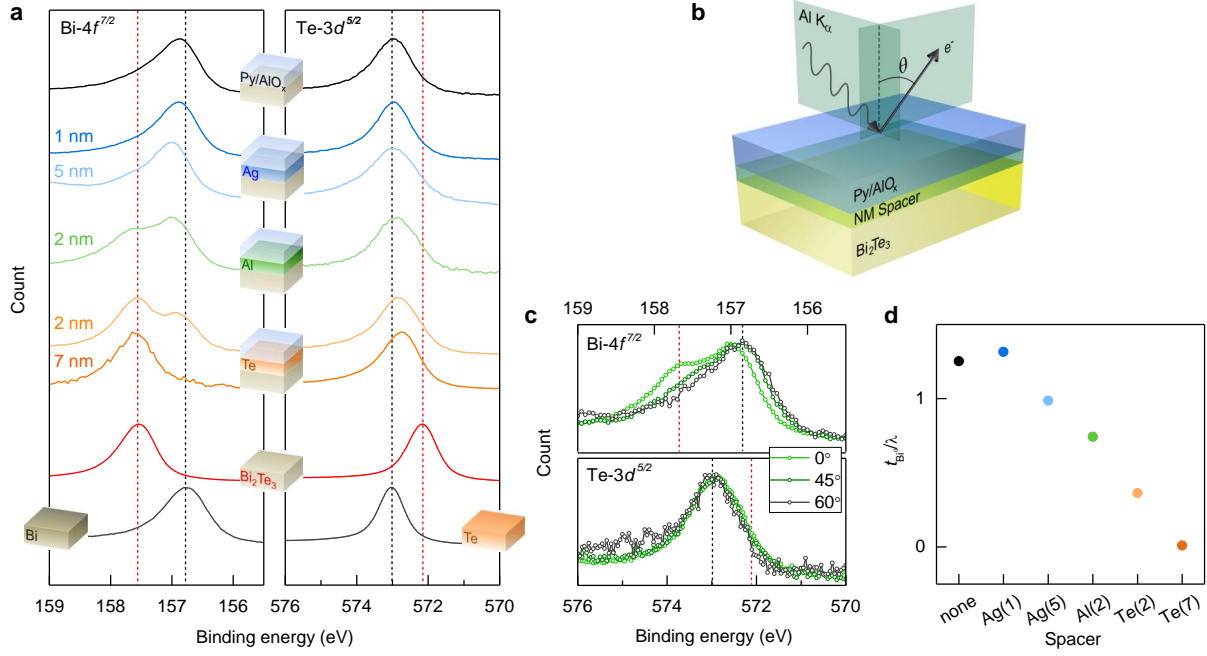 a
Bi-4f7/2
Te-3d5/2
Py/AlOx
1 nm
5 nm
Ag
2 nm
Al
2 nm
7 nm
Te
Bi2Te3
Bi
Te
Count
159 158 157 156
576 574 572 570
Binding energy (eV)
b
Al Kα
θ
e-
Py/AlOx
NM Spacer
Bi2Te3
c
159 158 157 156
Bi-4f7/2
Te-3d5/2
0°
45°
60°
Count
576 574 572 570
Binding energy (eV)
d
tBi0/λ
1
0
none Ag(1) Ag(5) Al(2) Te(2) Te(7)
Spacer